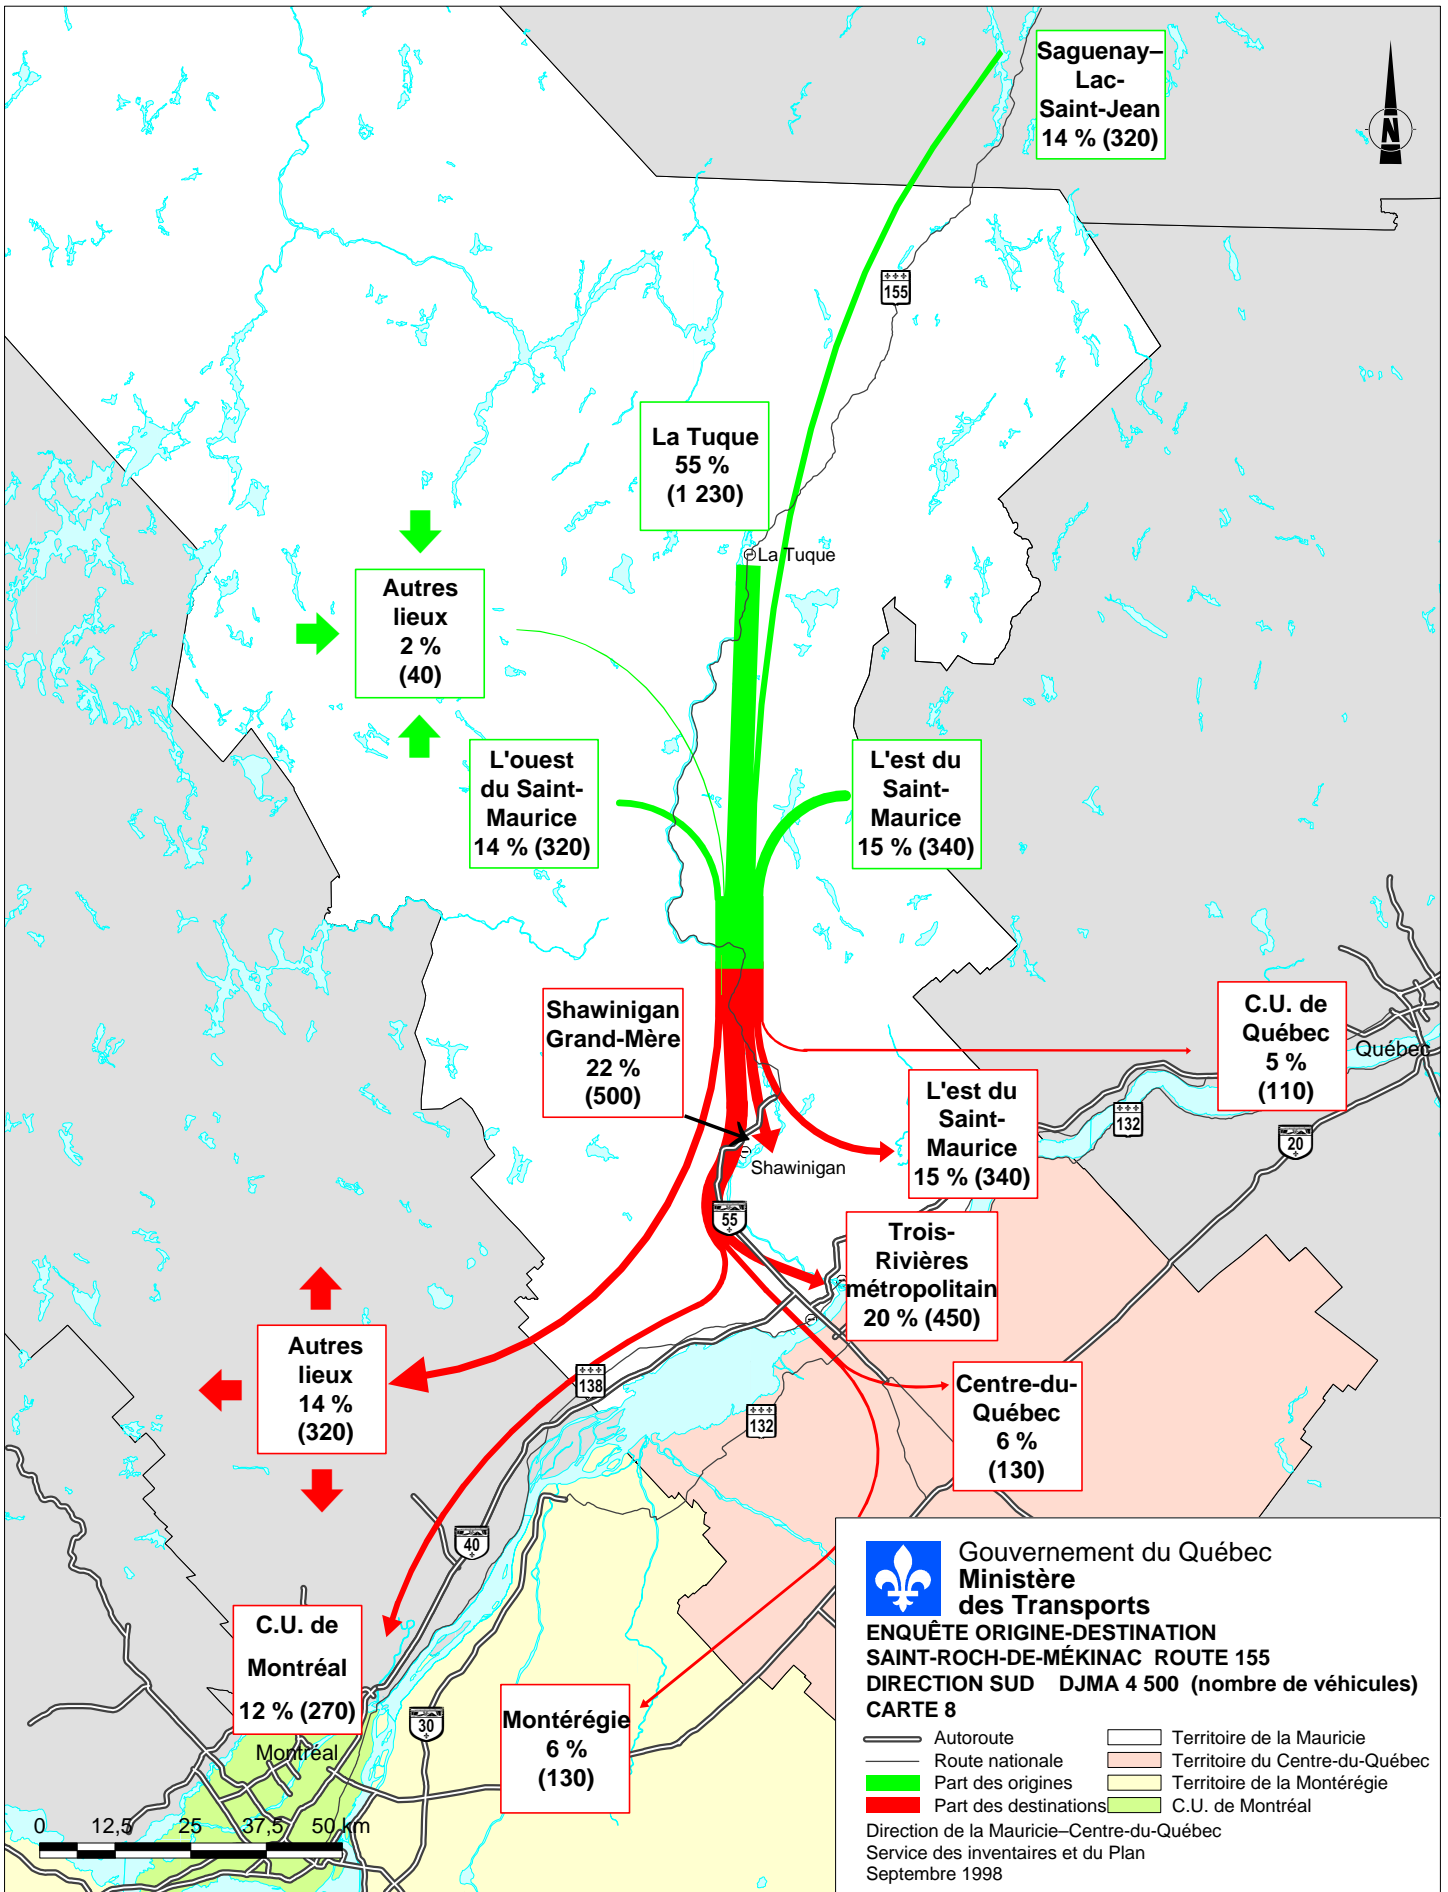 Saguenay–
Lac-
Saint-Jean
14 % (320)
N
155
La Tuque
55 %
(1 230)
La Tuque
Autres
lieux
2 %
(40)
L'ouest
du Saint-
Maurice
14 % (320)
L'est du
Saint-
Maurice
15 % (340)
Shawinigan
Grand-Mère
22 %
(500)
C.U. de
Québec
5 %
(110)
Québec
L'est du
Saint-
Maurice
15 % (340)
132
20
Shawinigan
55
Trois-
Rivières
métropolitain
20 % (450)
Autres
lieux
14 %
(320)
138
132
Centre-du-
Québec
6 %
(130)
40
C.U. de
Montréal
12 % (270)
Montréal
30
Montérégie
6 %
(130)
0 12,5 25 37,5 50 km
Gouvernement du Québec
Ministère
des Transports
ENQUÊTE ORIGINE-DESTINATION
SAINT-ROCH-DE-MÉKINAC ROUTE 155
DIRECTION SUD DJMA 4 500 (nombre de véhicules)
CARTE 8
Autoroute
Route nationale
Part des origines
Part des destinations
Territoire de la Mauricie
Territoire du Centre-du-Québec
Territoire de la Montérégie
C.U. de Montréal
Direction de la Mauricie–Centre-du-Québec
Service des inventaires et du Plan
Septembre 1998